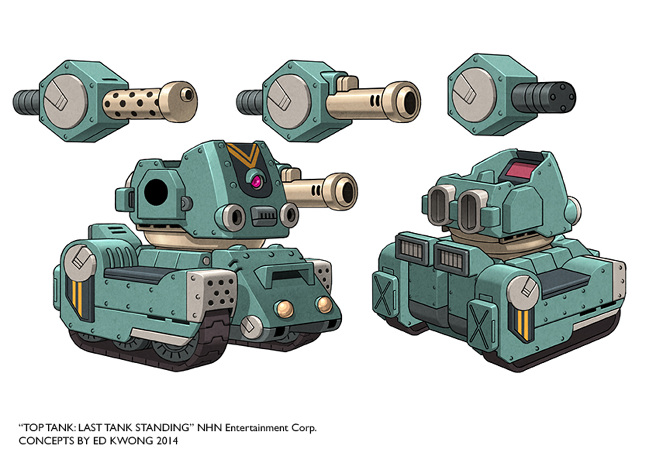 "TOP TANK: LAST TANK STANDING" NHN Entertainment Corp.
CONCEPTS BY ED KWONG 2014